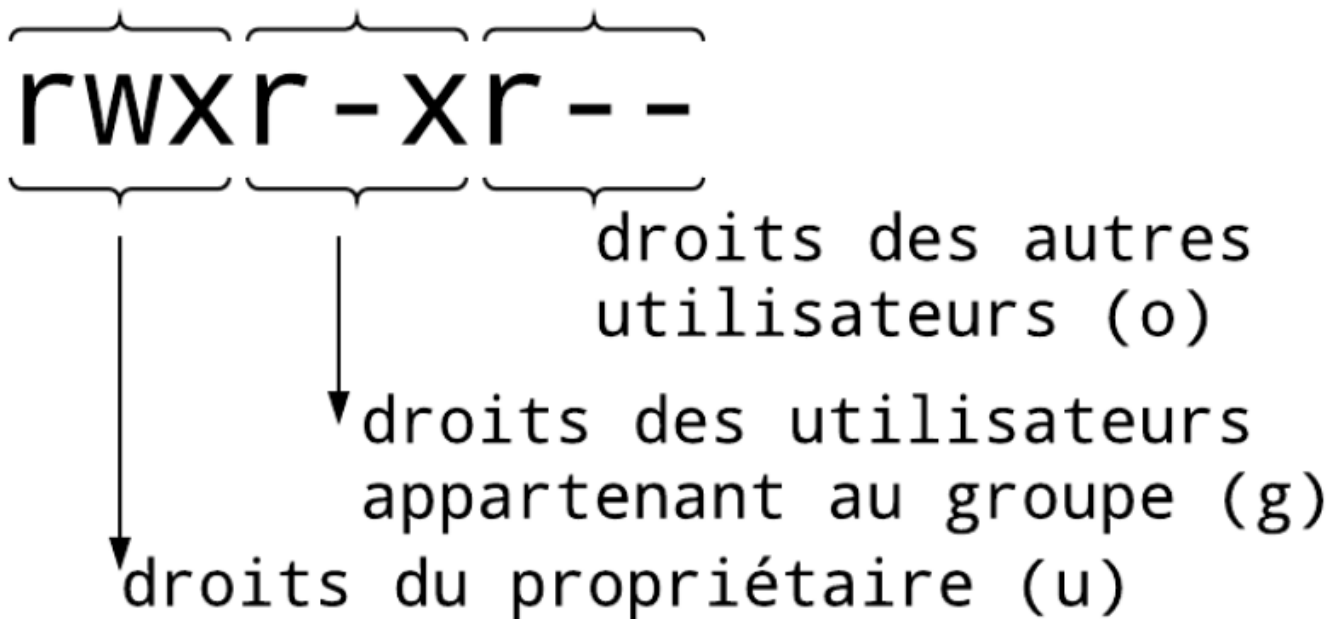 rwxr-xr--
droits des autres
utilisateurs (o)
droits des utilisateurs
appartenant au groupe (g)
droits du propriétaire (u)